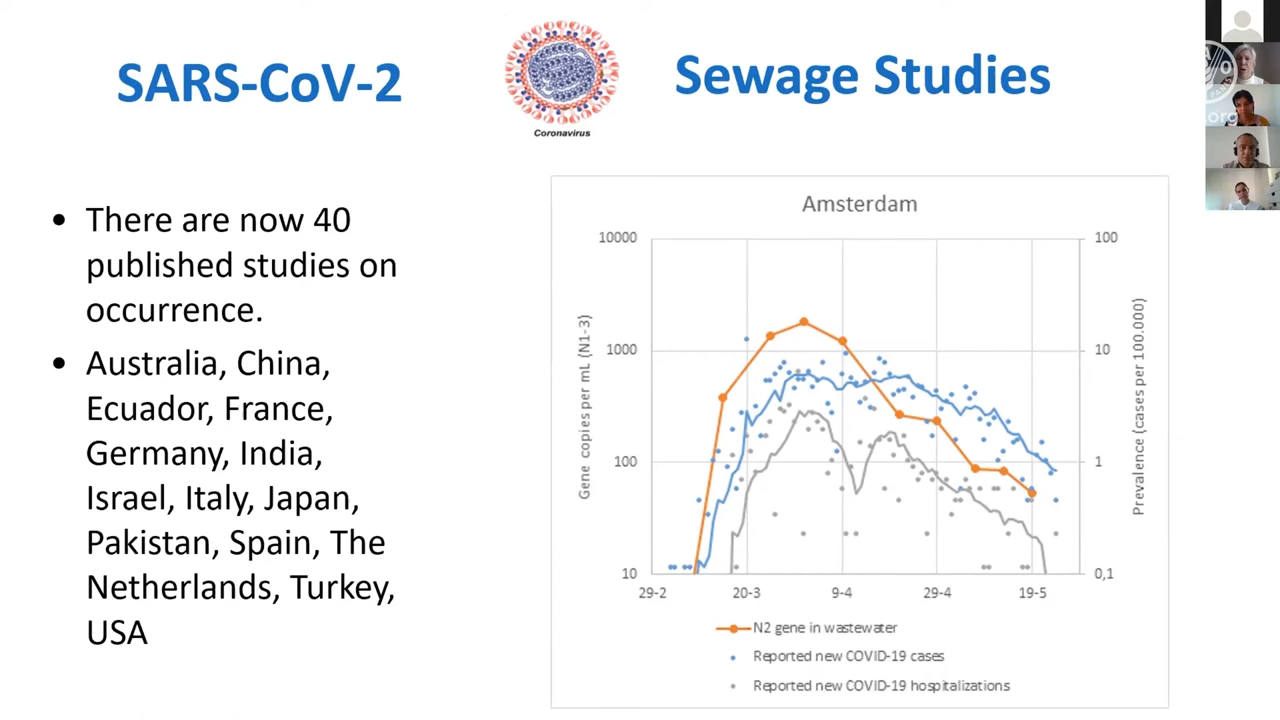 SARS-CoV-2
Coronavirus
Sewage Studies
• There are now 40
published studies on
occurrence.
• Australia, China,
Ecuador, France,
Germany, India,
Israel, Italy, Japan,
Pakistan, Spain, The
Netherlands, Turkey,
USA
Amsterdam
10000
1000
100
10
Gene copies per mL (N1-3)
100
10
1
0,1
Prevalence (cases per 100.000)
29-2 20-3 9-4 29-4 19-5
N2 gene in wastewater
Reported new COVID-19 cases
Reported new COVID-19 hospitalizations
.org